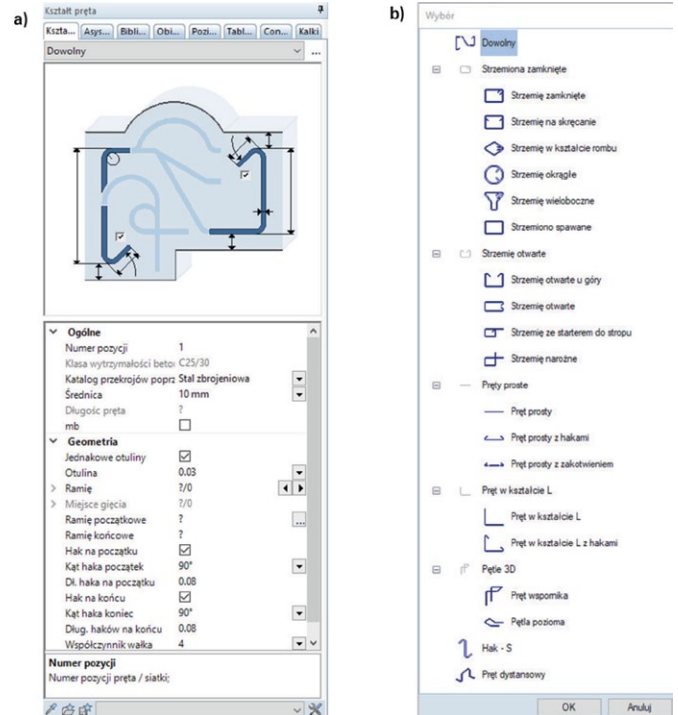 a)
Kształt pręta
Kszta... Asys... Bibli... Obi... Pozi... Tabl... Con... Kalki
Dowolny
...
Ogólne
Numer pozycji 1
Klasa wytrzymałości betoı C25/30
Katalog przekrojów poprz Stal zbrojeniowa
Średnica 10 mm
Długośc pręta ?
mb
Geometria
Jednakowe otuliny
Otulina 0.03
Ramię ?/0
Miejsce gięcia ?/0
Ramię początkowe ? ...
Ramię końcowe ?
Hak na początku
Kąt haka początek 90°
Dł. haka na początku 0.08
Hak na końcu
Kąt haka koniec 90°
Dług. haków na końcu 0.08
Współczynnik wałka 4
Numer pozycji
Numer pozycji pręta / siatki;
b)
Wybór
Dowolny
Strzemiona zamknięte
Strzemię zamknięte
Strzemię na skręcanie
Strzemię w kształcie rombu
Strzemię okrągłe
Strzemię wieloboczne
Strzemiono spawane
Strzemię otwarte
Strzemię otwarte u góry
Strzemię otwarte
Strzemię ze starterem do stropu
Strzemię narożne
Pręty proste
Pręt prosty
Pręt prosty z hakami
Pręt prosty z zakotwieniem
Pręt w kształcie L
Pręt w kształcie L
Pręt w kształcie L z hakami
Pętle 3D
Pręt wspornika
Pętla pozioma
Hak - S
Pręt dystansowy
OK Anuluj